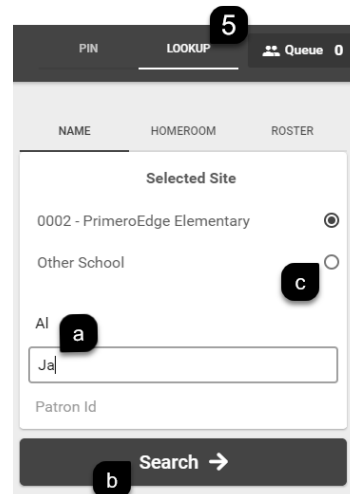 5
PIN LOOKUP Queue 0
NAME HOMEROOM ROSTER
Selected Site
0002 - PrimeroEdge Elementary
Other School
c
Al
a
Ja
Patron Id
Search →
b